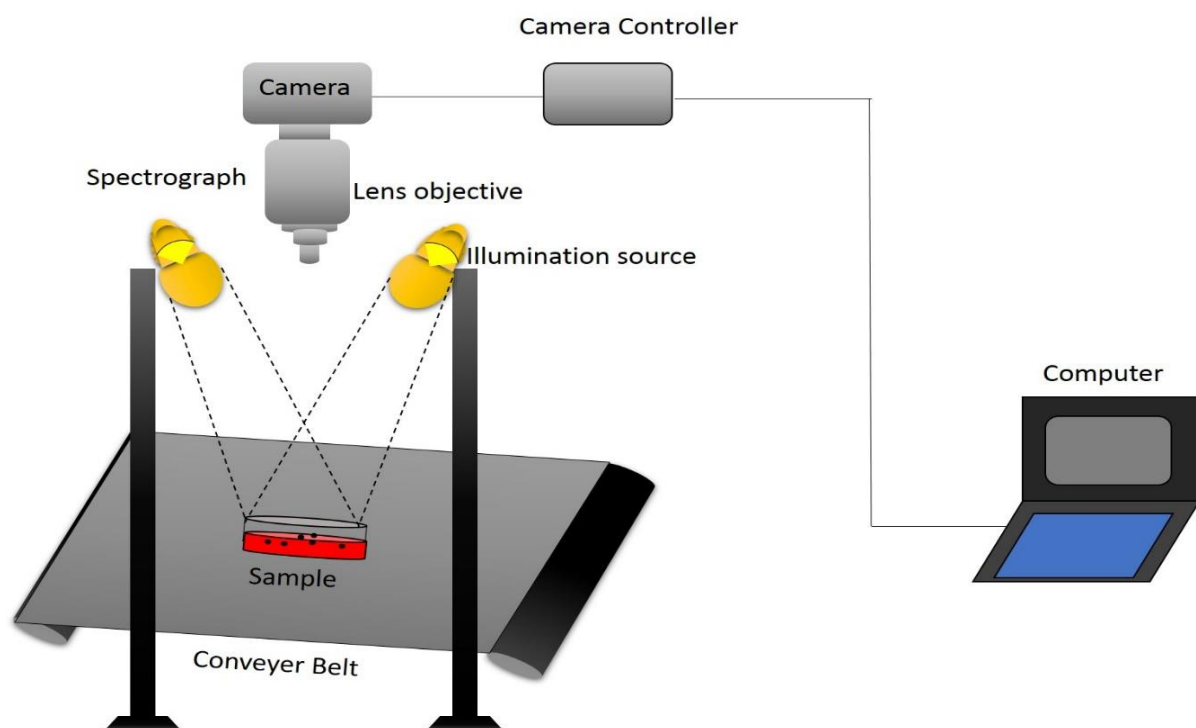 Camera Controller
Camera
Spectrograph
Lens objective
Illumination source
Computer
Sample
Conveyer Belt